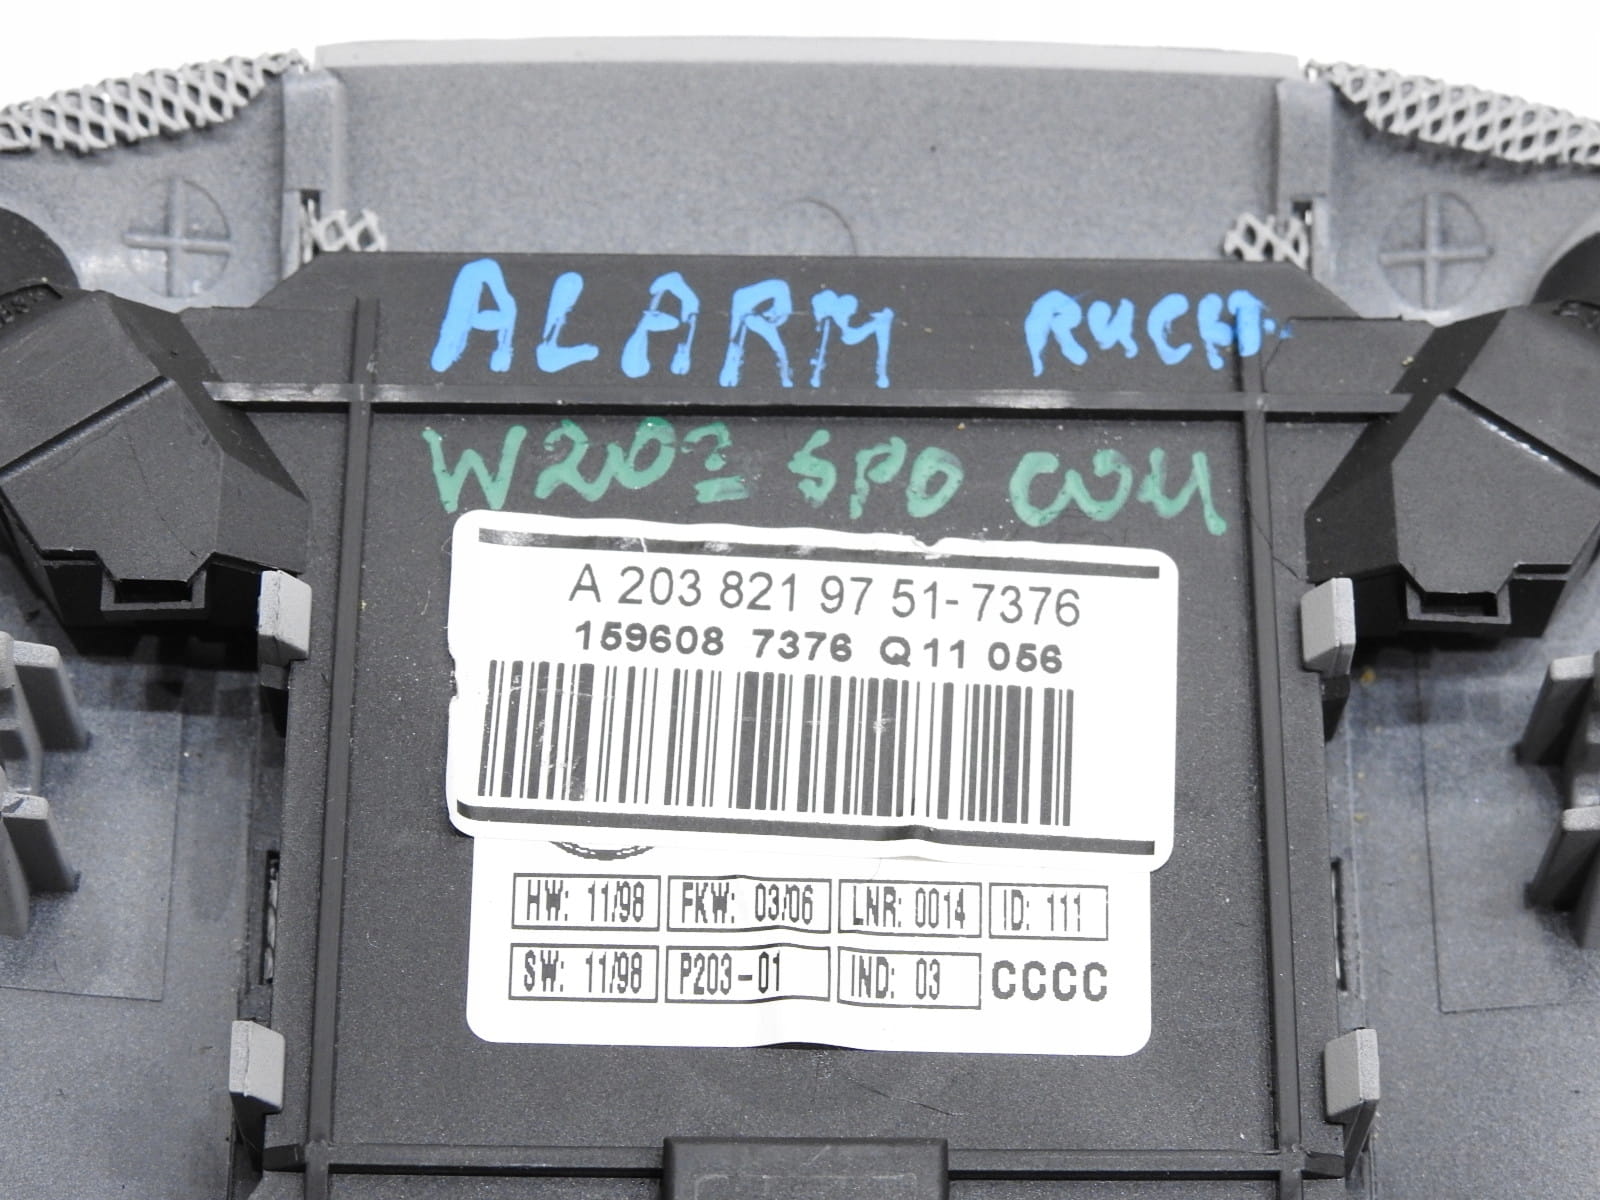 ALARM RUCH
W203 SPO COU
A 203 821 97 51-7376
159608 7376 Q11 056
HW: 11/98 FKW: 03/06 LNR: 0014 ID: 111
SW: 11/98 P203-01 IND: 03 CCCC